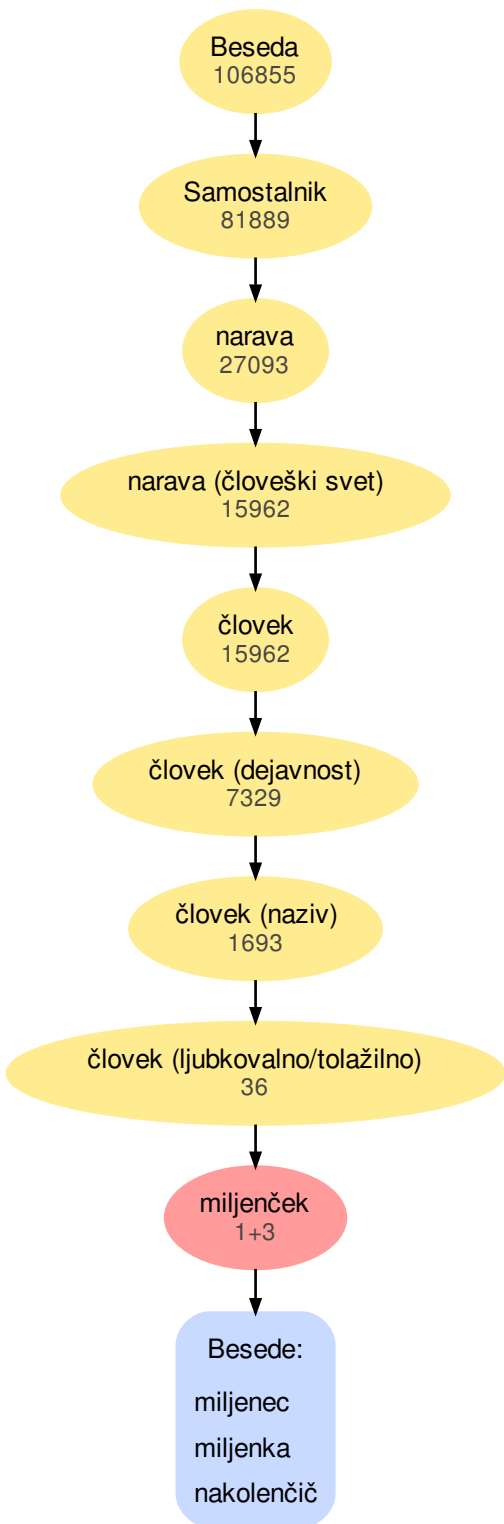 Beseda
106855
Samostalnik
81889
narava
27093
narava (človeški svet)
15962
človek
15962
človek (dejavnost)
7329
človek (naziv)
1693
človek (ljubkovalno/tolažilno)
36
miljenček
1+3
Besede:
miljenec
miljenka
nakolenčič